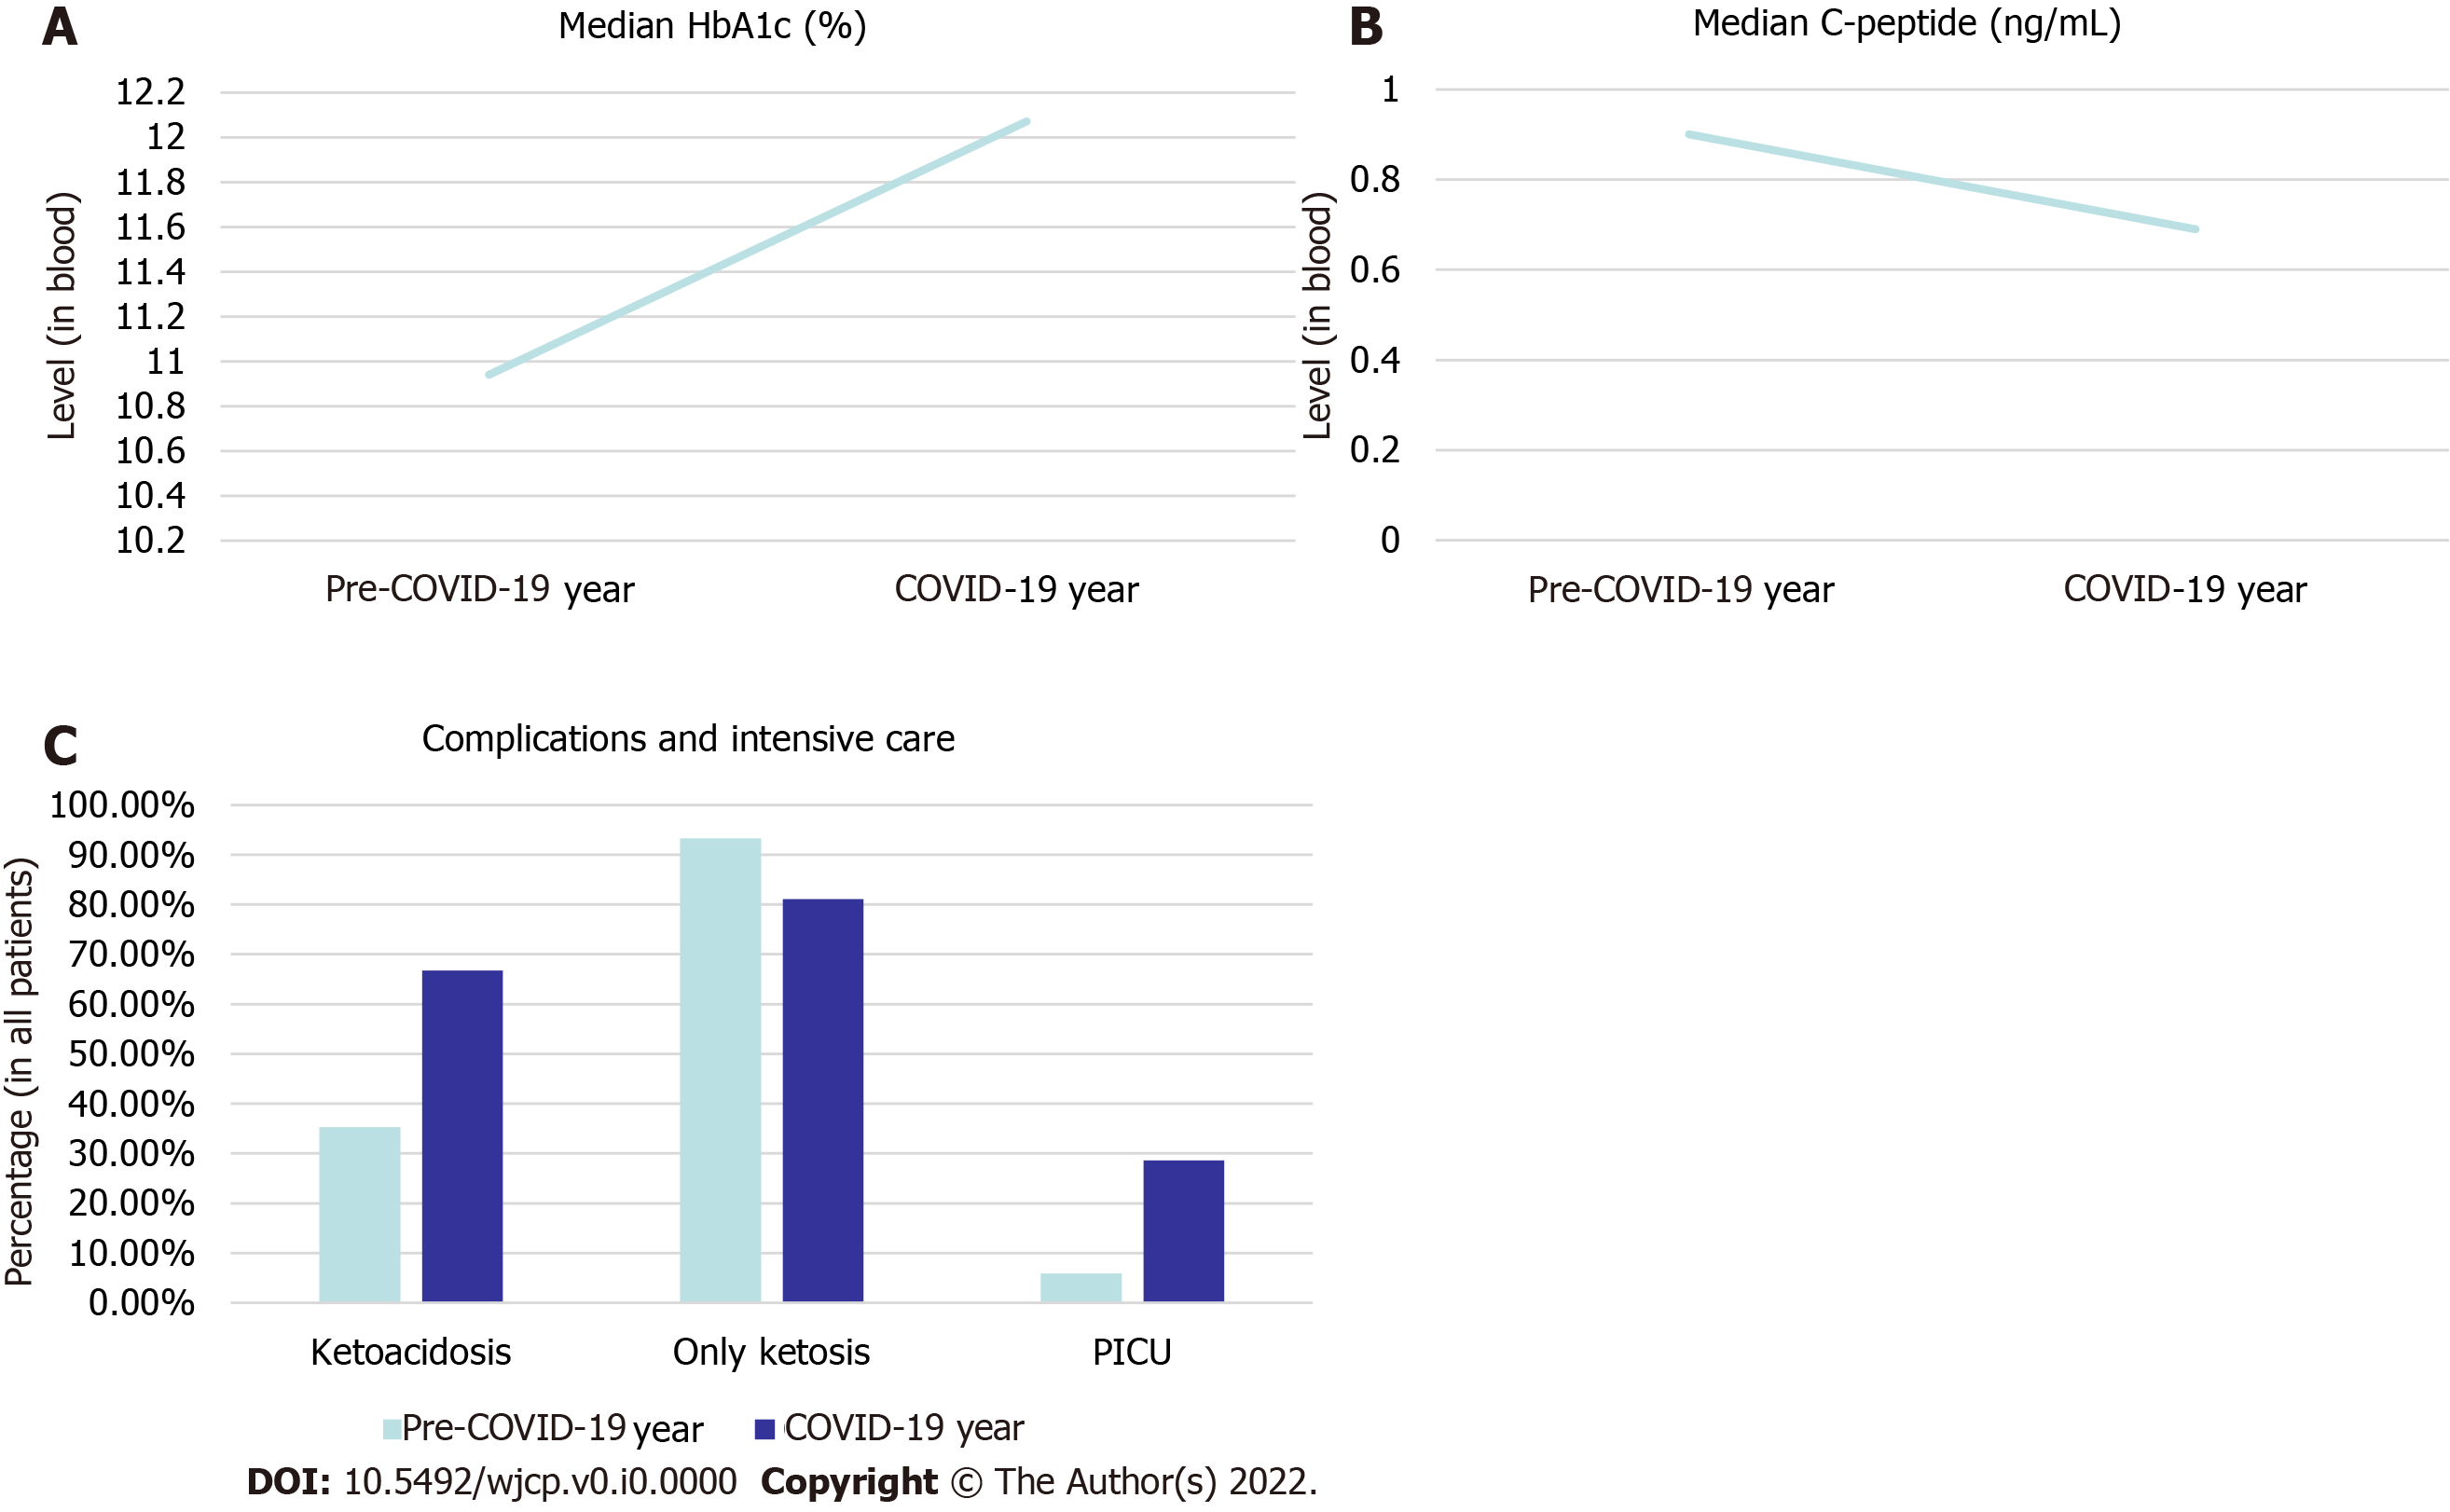 A
Median HbA1c (%)
12.2
12
11.8
11.6
11.4
11.2
11
10.8
10.6
10.4
10.2
Level (in blood)
Pre-COVID-19 year
COVID-19 year
B
Median C-peptide (ng/mL)
1
0.8
0.6
0.4
0.2
0
Level (in blood)
Pre-COVID-19 year
COVID-19 year
C
Complications and intensive care
100.00%
90.00%
80.00%
70.00%
60.00%
50.00%
40.00%
30.00%
20.00%
10.00%
0.00%
Percentage (in all patients)
Ketoacidosis
Only ketosis
PICU
Pre-COVID-19 year
COVID-19 year
DOI: 10.5492/wjcp.v0.i0.0000 Copyright © The Author(s) 2022.